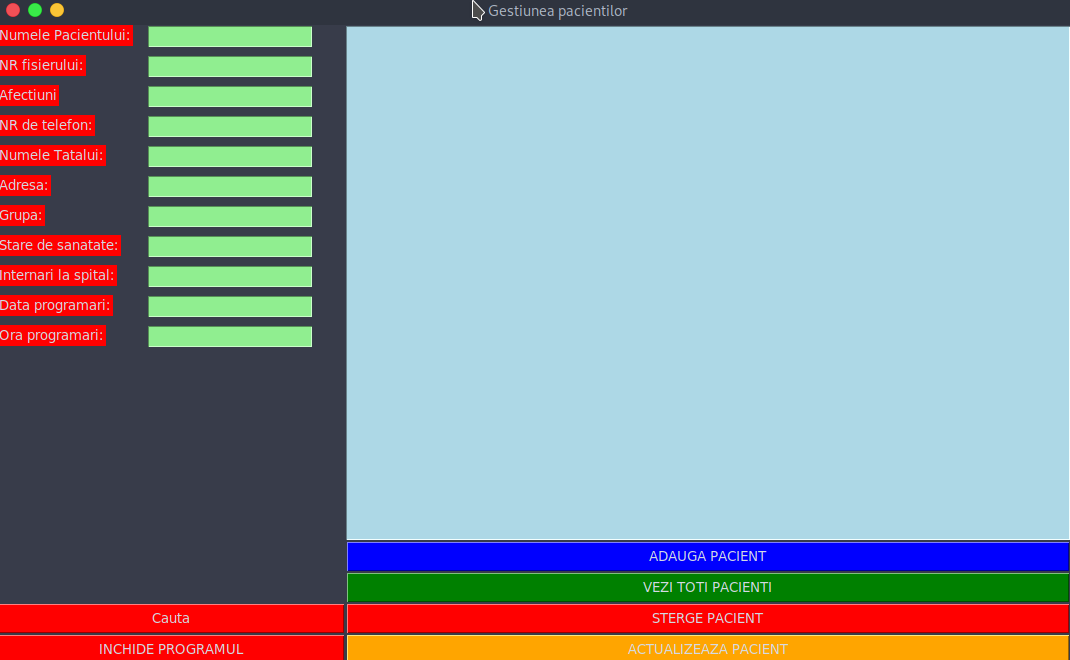 Gestiunea pacientilor
Numele Pacientului:
NR fisierului:
Afectiuni
NR de telefon:
Numele Tatalui:
Adresa:
Grupa:
Stare de sanatate:
Internari la spital:
Data programari:
Ora programari:
ADAUGA PACIENT
VEZI TOTI PACIENTI
Cauta
STERGE PACIENT
INCHIDE PROGRAMUL
ACTUALIZEAZA PACIENT